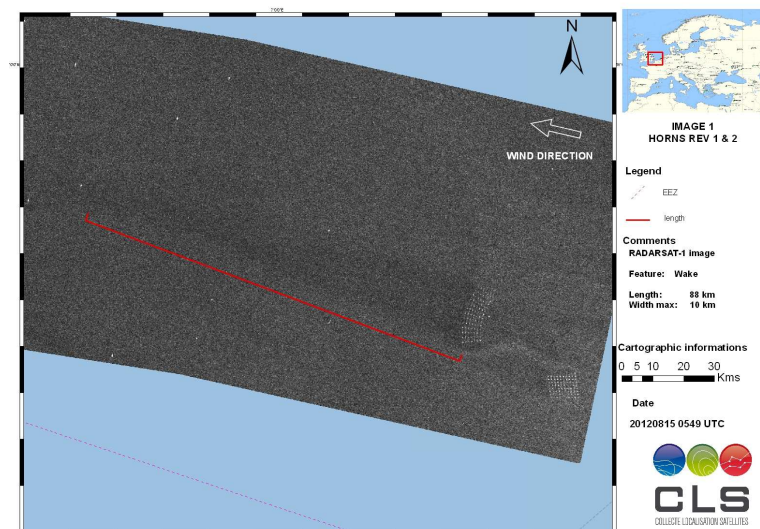 N
WIND DIRECTION
IMAGE 1
HORNS REV 1 & 2
Legend
EEZ
length
Comments
RADARSAT-1 image
Feature: Wake
Length: 88 km
Width max: 10 km
Cartographic informations
0 5 10 20 30
Kms
Date
20120815 0549 UTC
CLS
COLLECTE LOCALISATION SATELLITES